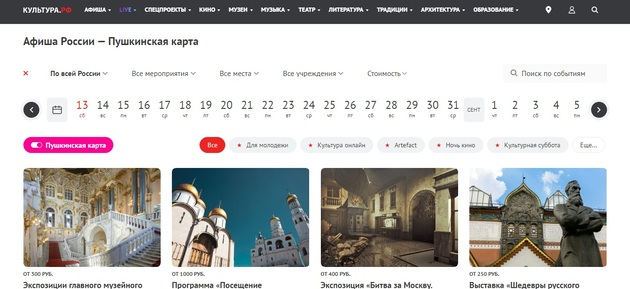 КУЛЬТУРА.РФ АФИША LIVE СПЕЦПРОЕКТЫ КИНО МУЗЕИ МУЗЫКА ТЕАТР ЛИТЕРАТУРА ТРАДИЦИИ АРХИТЕКТУРА ОБРАЗОВАНИЕ
Афиша России — Пушкинская карта
По всей России Все мероприятия Все места Все учреждения Стоимость Поиск по событиям
13 14 15 16 17 18 19 20 21 22 23 24 25 26 27 28 29 30 31 СЕНТ 1 2 3 4 5
сб вс пн вт ср чт пт сб вс пн вт ср чт пт сб вс пн вт ср чт пт сб вс пн
Пушкинская карта Все Для молодежи Культура онлайн Artefact Ночь кино Культурная суббота Еще...
ОТ 500 РУБ. ОТ 1000 РУБ. ОТ 400 РУБ. ОТ 250 РУБ.
Экспозиции главного музейного Программа «Посещение Экспозиция «Битва за Москву. Выставка «Шедевры русского